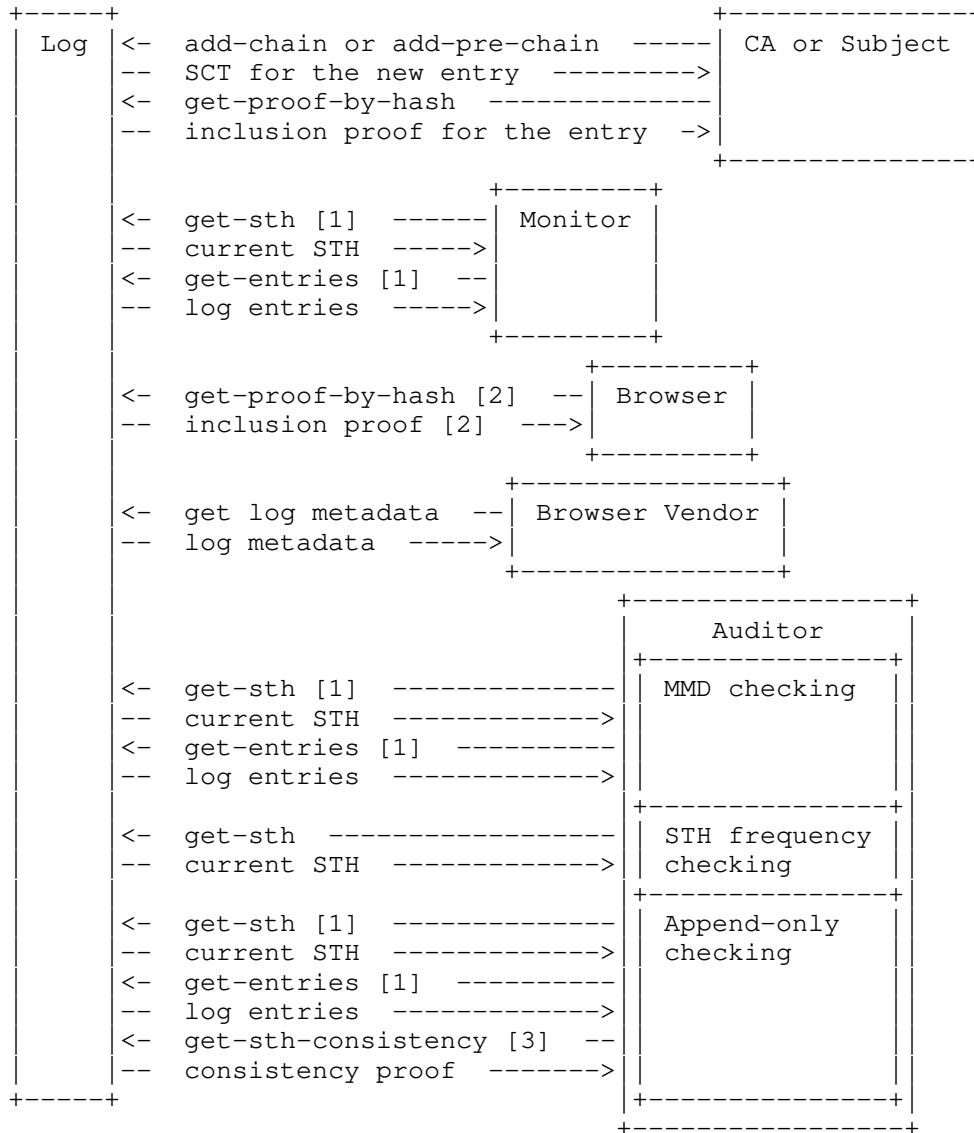 Log <- add-chain or add-pre-chain -----| CA or Subject
-- SCT for the new entry --------->
<- get-proof-by-hash --------------
-- inclusion proof for the entry ->
<- get-sth [1] ------| Monitor
-- current STH ----->
<- get-entries [1] --
-- log entries ----->
<- get-proof-by-hash [2] --| Browser
-- inclusion proof [2] --->
<- get log metadata --| Browser Vendor
-- log metadata ----->
Auditor
<- get-sth [1] -------------- MMD checking
-- current STH ------------->
<- get-entries [1] ----------
-- log entries ------------->
<- get-sth ------------------ STH frequency
-- current STH -------------> checking
<- get-sth [1] -------------- Append-only
-- current STH -------------> checking
<- get-entries [1] ----------
-- log entries ------------->
<- get-sth-consistency [3] --
-- consistency proof ------->